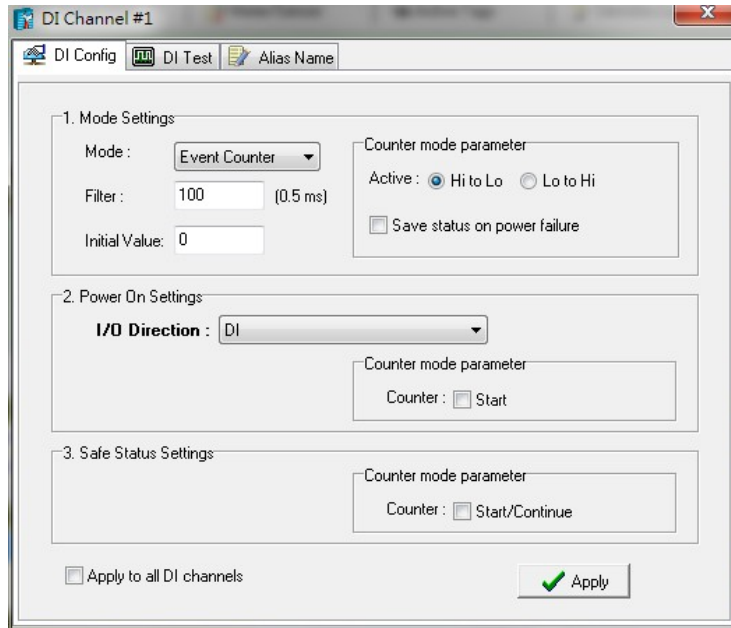 DI Channel #1
DI Config DI Test Alias Name
1. Mode Settings
Mode : Event Counter
Filter : 100 (0.5 ms)
Initial Value: 0
Counter mode parameter
Active : Hi to Lo Lo to Hi
Save status on power failure
2. Power On Settings
I/O Direction : DI
Counter mode parameter
Counter : Start
3. Safe Status Settings
Counter mode parameter
Counter : Start/Continue
Apply to all DI channels
Apply